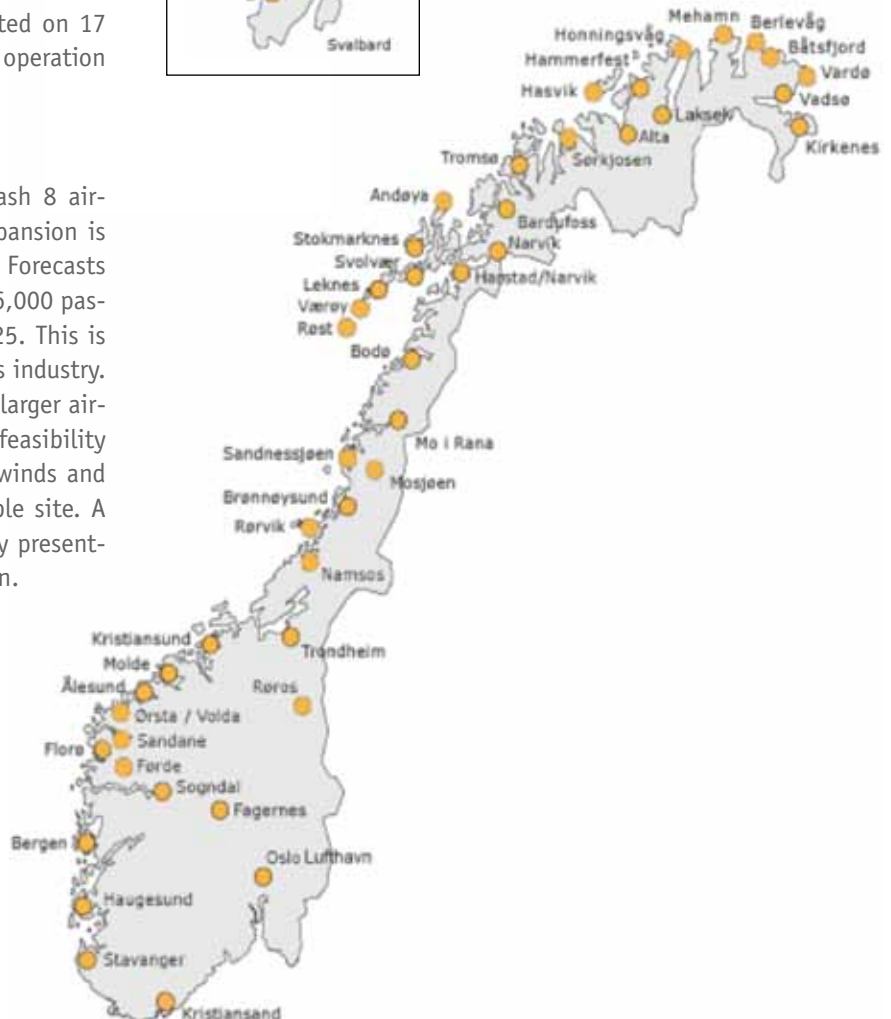 ted on 17
operation
ash 8 air-
pansion is
Forecasts
5,000 pas-
25. This is
s industry.
larger air-
feasibility
winds and
ple site. A
y present-
n.
Svalbard
Mehamn
Berlevåg
Honningsvåg
Båtsfjord
Hammerfest
Vardø
Hasvik
Vadsø
Lakselv
Alta
Kirkenes
Sørkjosen
Tromsø
Andøya
Bardufoss
Stokmarknes
Narvik
Svolvær
Harstad/Narvik
Leknes
Værøy
Røst
Bodø
Mo i Rana
Sandnessjøen
Mosjøen
Brønnøysund
Rørvik
Namsos
Kristiansund
Trondheim
Molde
Ålesund
Røros
Ørsta / Volda
Sandane
Florø
Førde
Sogndal
Fagernes
Bergen
Oslo Lufthavn
Haugesund
Stavanger
Kristiansand